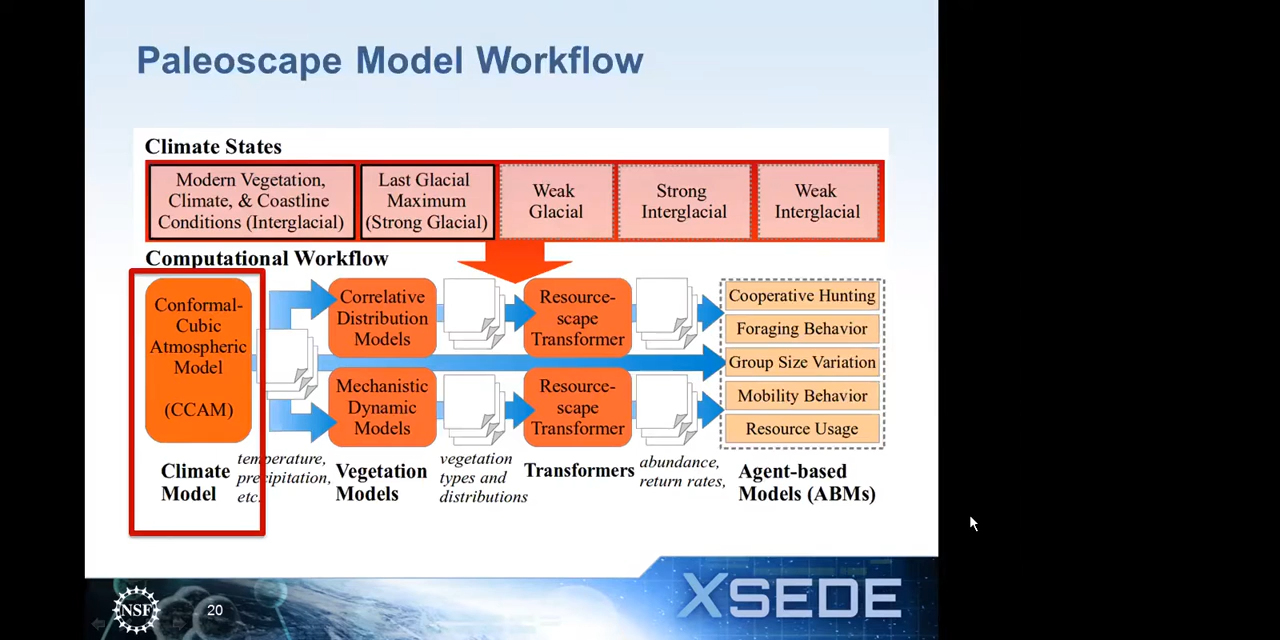 Paleoscape Model Workflow
Climate States
Modern Vegetation,
Climate, & Coastline
Conditions (Interglacial)
Last Glacial
Maximum
(Strong Glacial)
Weak
Glacial
Strong
Interglacial
Weak
Interglacial
Computational Workflow
Conformal-
Cubic
Atmospheric
Model
(CCAM)
Correlative
Distribution
Models
Mechanistic
Dynamic
Models
Resource-
scape
Transformer
Resource-
scape
Transformer
Cooperative Hunting
Foraging Behavior
Group Size Variation
Mobility Behavior
Resource Usage
Climate
Model
temperature,
precipitation,
etc.
Vegetation
Models
vegetation
types and
distributions
Transformers
abundance,
return rates,
Agent-based
Models (ABMs)
NSF
20
XSEDE